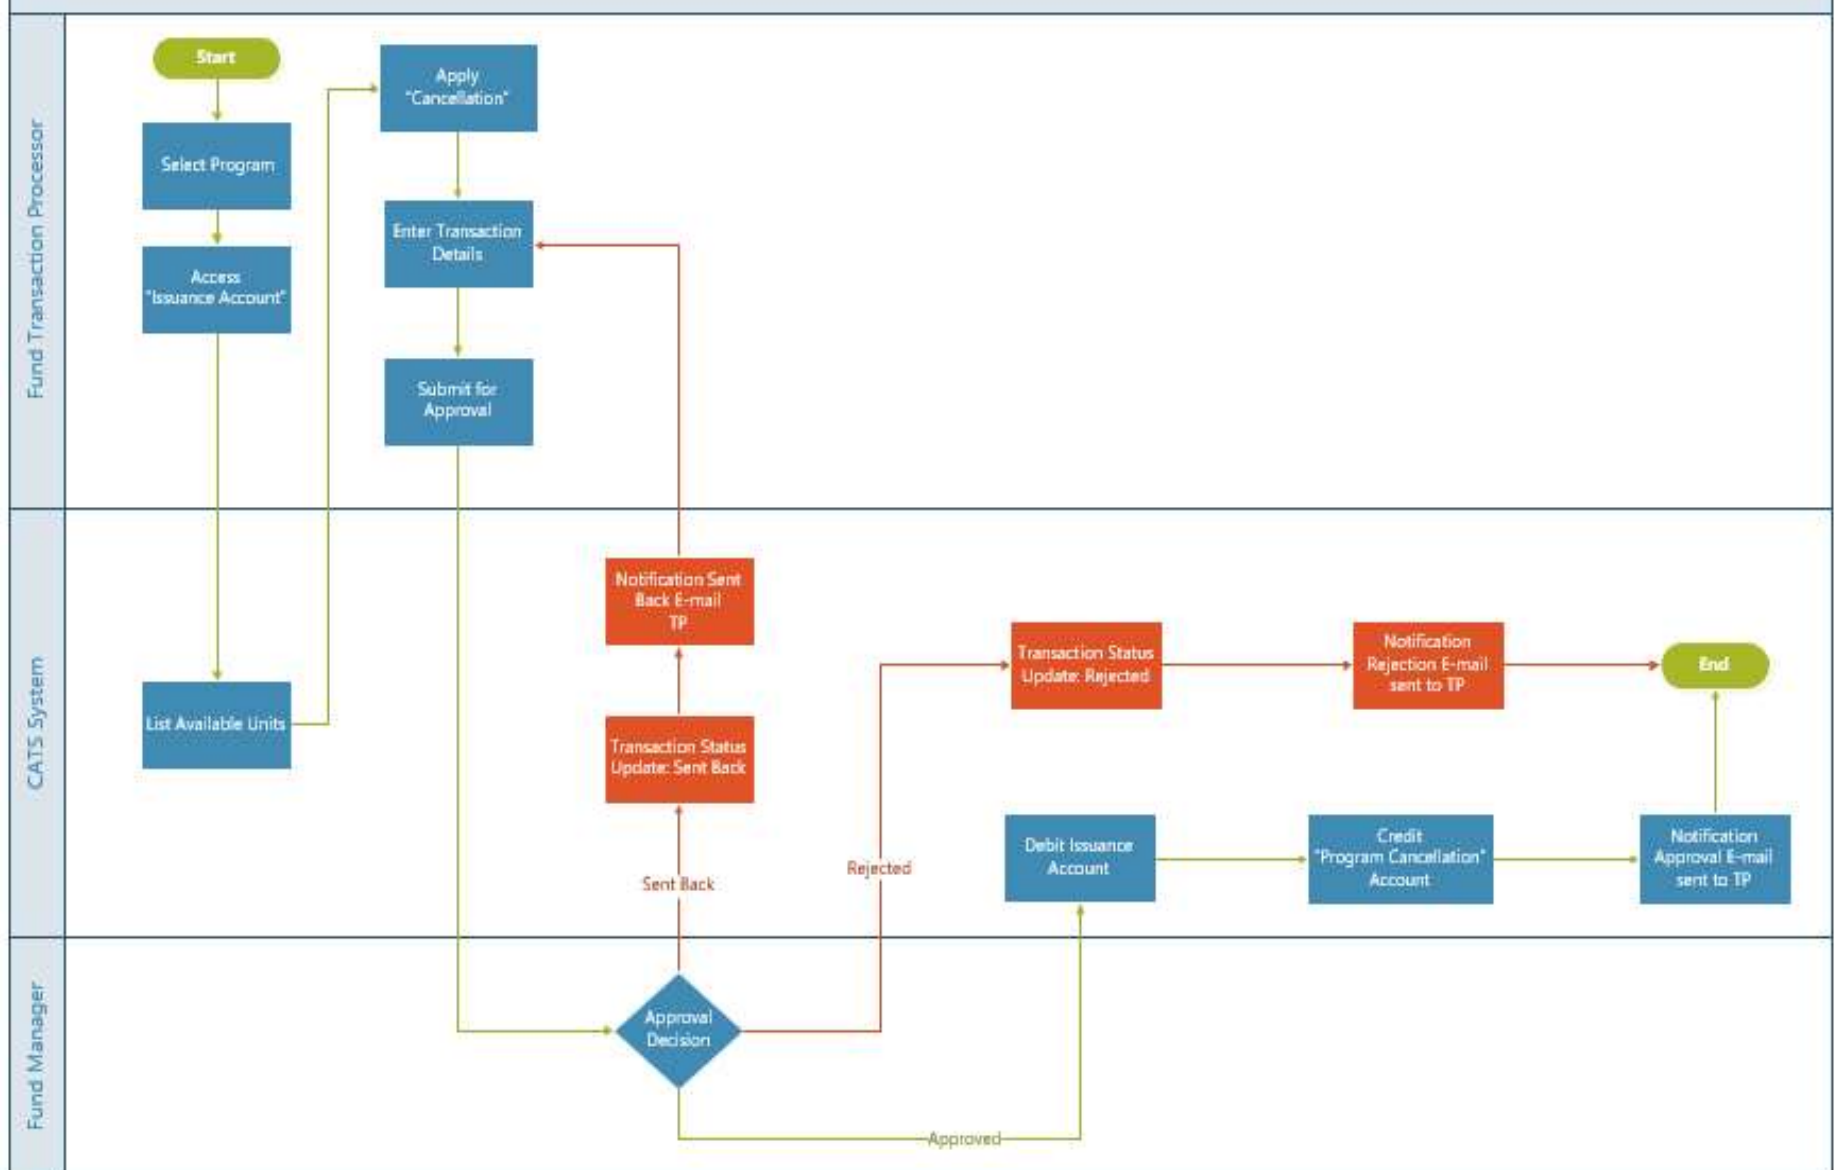 Fund Transaction Processor
Start
Select Program
Access
"Issuance Account"
Apply
"Cancellation"
Enter Transaction
Details
Submit for
Approval
CATS System
List Available Units
Notification Sent
Back E-mail
TP
Transaction Status
Update: Sent Back
Sent Back
Rejected
Transaction Status
Update: Rejected
Notification
Rejection E-mail
sent to TP
End
Debit Issuance
Account
Credit
"Program Cancellation"
Account
Notification
Approval E-mail
sent to TP
Fund Manager
Approval
Decision
Approved